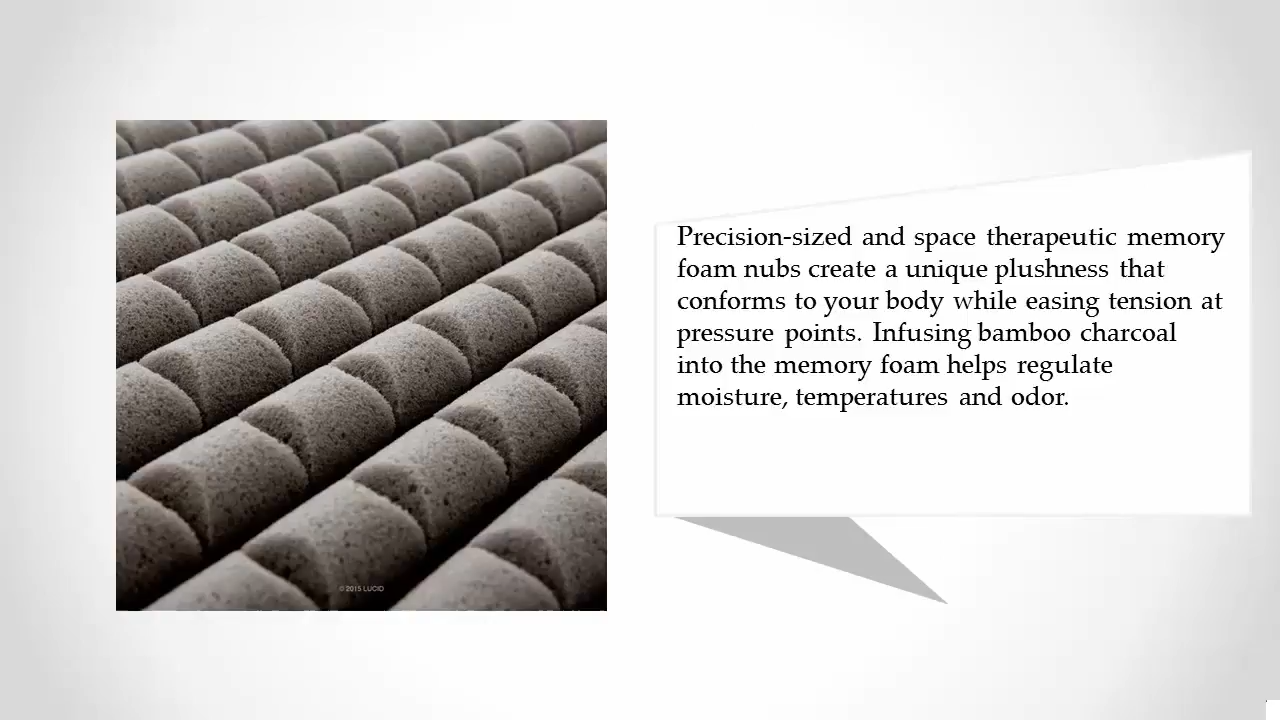 Precision-sized and space therapeutic memory
foam nubs create a unique plushness that
conforms to your body while easing tension at
pressure points. Infusing bamboo charcoal
into the memory foam helps regulate
moisture, temperatures and odor.
© 2015 LUCID